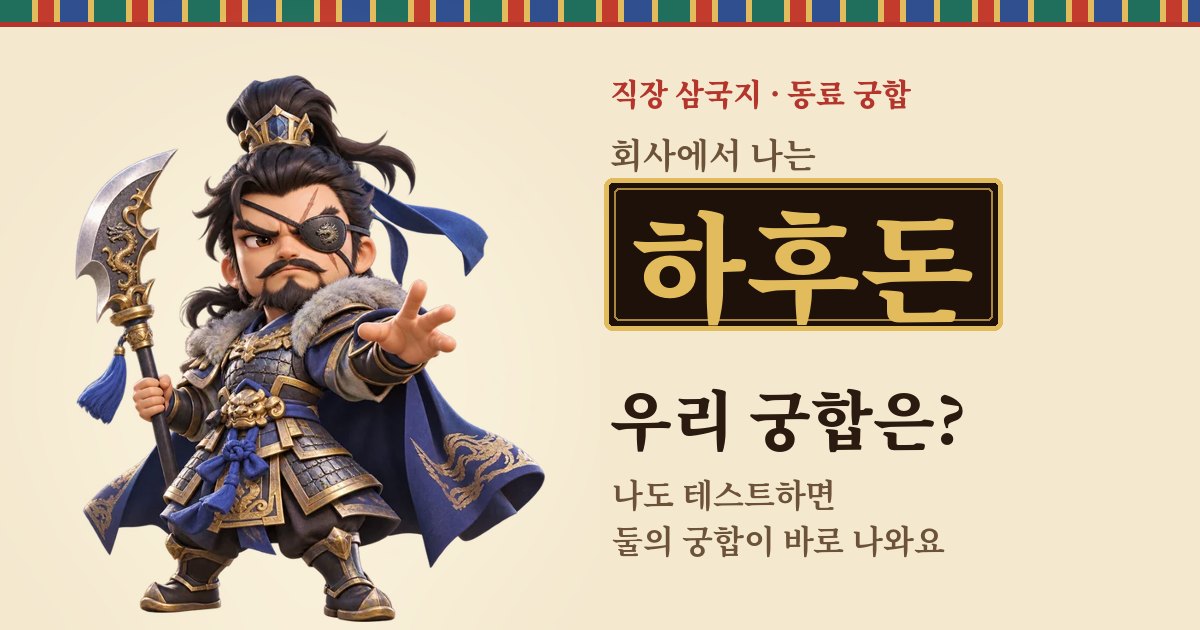 직장 삼국지 · 동료 궁합
회사에서 나는
하후돈
우리 궁합은?
나도 테스트하면
둘의 궁합이 바로 나와요